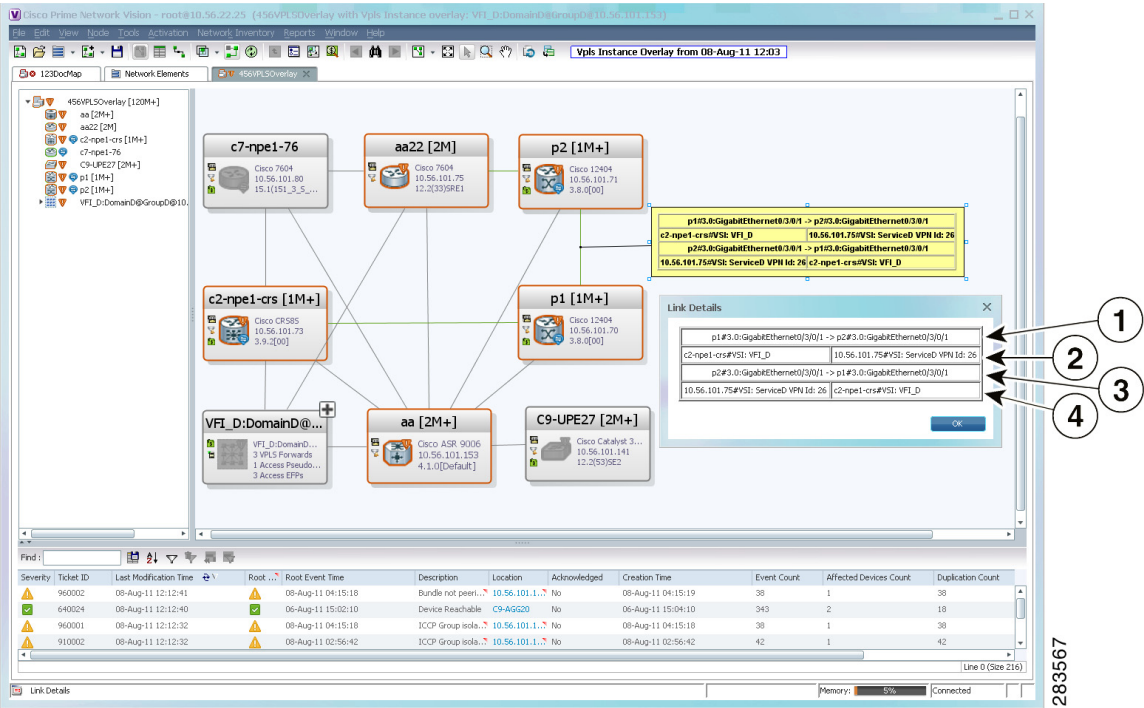 Cisco Prime Network Vision - root@10.56.22.25 (456VPLSOverlay with Vpls Instance overlay: VFI_D:DomainD@GroupD@10.56.101.153)
File Edit View Node Tools Activation Network Inventory Reports Window Help
Vpls Instance Overlay from 08-Aug-11 12:03
123DocMap Network Elements 456VPLSOverlay
456VPLSOverlay [120M+]
aa [2M+]
aa22 [2M]
c2-npe1-crs [1M+]
c7-npe1-76
C9-UPE27 [2M+]
p1 [1M+]
p2 [1M+]
VFI_D:DomainD@GroupD@10.
c7-npe1-76
Cisco 7604
10.56.101.80
15.1(151_3_S_...
aa22 [2M]
Cisco 7604
10.56.101.75
12.2(33)SRE1
p2 [1M+]
Cisco 12404
10.56.101.71
3.8.0[00]
p1#3.0:GigabitEthernet0/3/0/1 -> p2#3.0:GigabitEthernet0/3/0/1
c2-npe1-crs#VSI: VFI_D 10.56.101.75#VSI: ServiceD VPN Id: 26
p2#3.0:GigabitEthernet0/3/0/1 -> p1#3.0:GigabitEthernet0/3/0/1
10.56.101.75#VSI: ServiceD VPN Id: 26 c2-npe1-crs#VSI: VFI_D
c2-npe1-crs [1M+]
Cisco CRS8S
10.56.101.73
3.9.2[00]
p1 [1M+]
Cisco 12404
10.56.101.70
3.8.0[00]
Link Details
p1#3.0:GigabitEthernet0/3/0/1 -> p2#3.0:GigabitEthernet0/3/0/1
c2-npe1-crs#VSI: VFI_D 10.56.101.75#VSI: ServiceD VPN Id: 26
p2#3.0:GigabitEthernet0/3/0/1 -> p1#3.0:GigabitEthernet0/3/0/1
10.56.101.75#VSI: ServiceD VPN Id: 26 c2-npe1-crs#VSI: VFI_D
OK
1
2
3
4
VFI_D:DomainD@...
VFI_D:DomainD...
3 VPLS Forwards
1 Access Pseudo...
3 Access EFPs
aa [2M+]
Cisco ASR 9006
10.56.101.153
4.1.0[Default]
C9-UPE27 [2M+]
Cisco Catalyst 3...
10.56.101.141
12.2(53)SE2
Find :
Severity Ticket ID Last Modification Time Root ... Root Event Time Description Location Acknowledged Creation Time Event Count Affected Devices Count Duplication Count
960002 08-Aug-11 12:12:41 08-Aug-11 04:15:18 Bundle not peeri... 10.56.101.1... No 08-Aug-11 04:15:19 38 1 38
640024 08-Aug-11 12:12:40 06-Aug-11 15:02:10 Device Reachable C9-AGG20 No 06-Aug-11 15:04:10 343 2 18
960001 08-Aug-11 12:12:32 08-Aug-11 04:15:18 ICCP Group isola... 10.56.101.1... No 08-Aug-11 04:15:18 38 1 38
910002 08-Aug-11 12:12:32 08-Aug-11 02:56:42 ICCP Group isola... 10.56.101.1... No 08-Aug-11 02:56:42 42 1 42
Line 0 (Size 216)
Link Details Memory: 5% Connected
283567